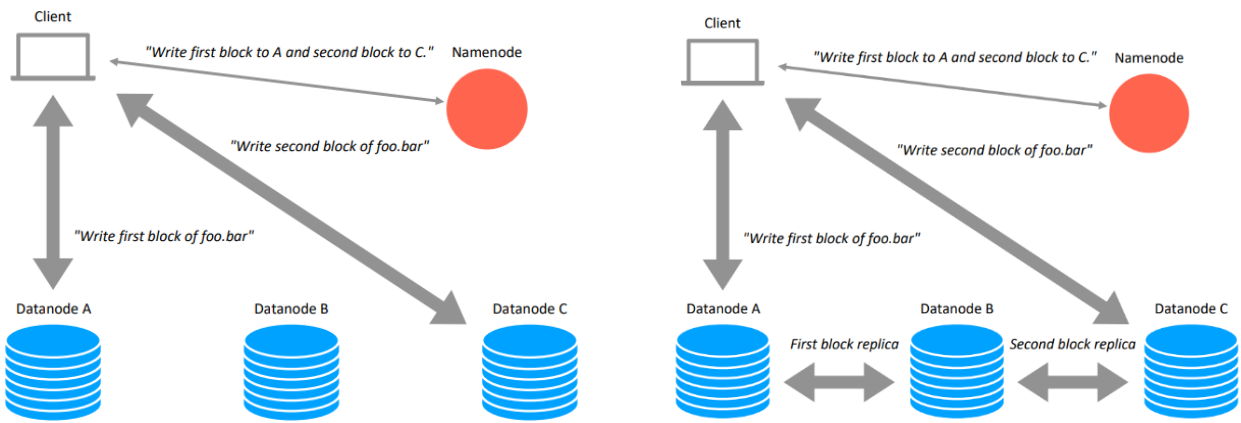 Client
"Write first block to A and second block to C."
Namenode
"Write second block of foo.bar"
"Write first block of foo.bar"
Datanode A
Datanode B
Datanode C
Client
"Write first block to A and second block to C."
Namenode
"Write second block of foo.bar"
"Write first block of foo.bar"
Datanode A
Datanode B
Datanode C
First block replica
Second block replica